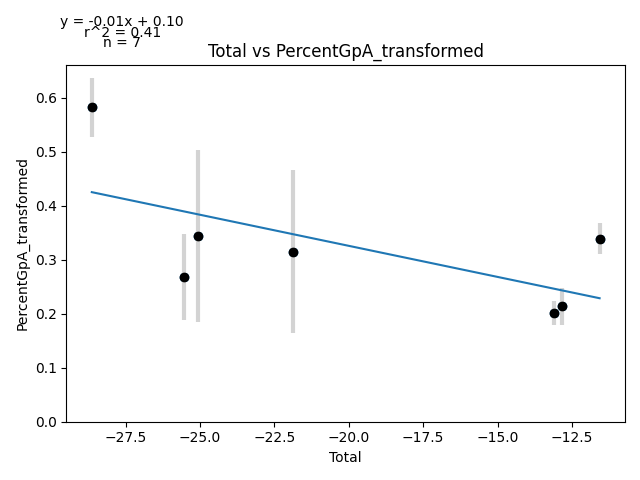 y = -0.01x + 0.10
r^2 = 0.41
n = 7
Total vs PercentGpA_transformed
PercentGpA_transformed
0.6
0.5
0.4
0.3
0.2
0.1
0.0
−27.5 −25.0 −22.5 −20.0 −17.5 −15.0 −12.5
Total